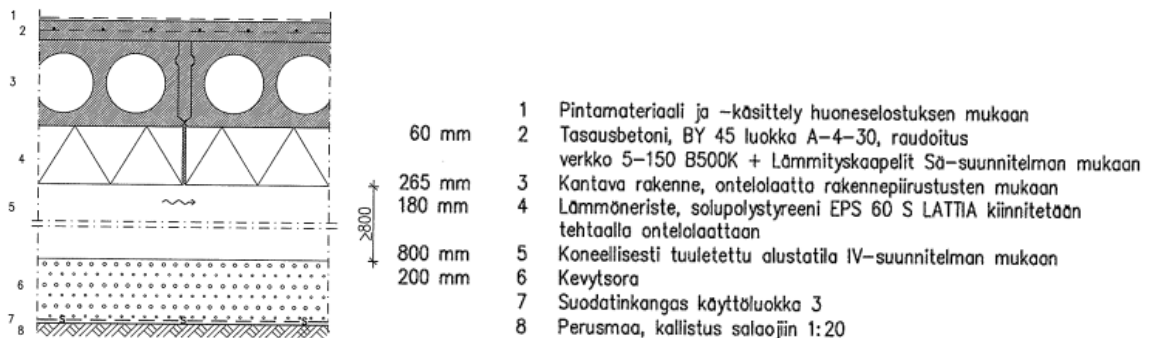 1
2
3
4
5
6
7
8
>800
S S S
1 Pintamateriaali ja -käsittely huoneselostuksen mukaan
60 mm 2 Tasausbetoni, BY 45 luokka A-4-30, raudoitus
verkko 5-150 B500K + Lämmityskaapelit Sä-suunnitelman mukaan
265 mm 3 Kantava rakenne, ontelolaatta rakennepiirustusten mukaan
180 mm 4 Lämmöneriste, solupolystyreeni EPS 60 S LATTIA kiinnitetään
tehtaalla ontelolaattaan
800 mm 5 Koneellisesti tuuletettu alustatila IV-suunnitelman mukaan
200 mm 6 Kevytsora
7 Suodatinkangas käyttöluokka 3
8 Perusmaa, kallistus salaojiin 1:20